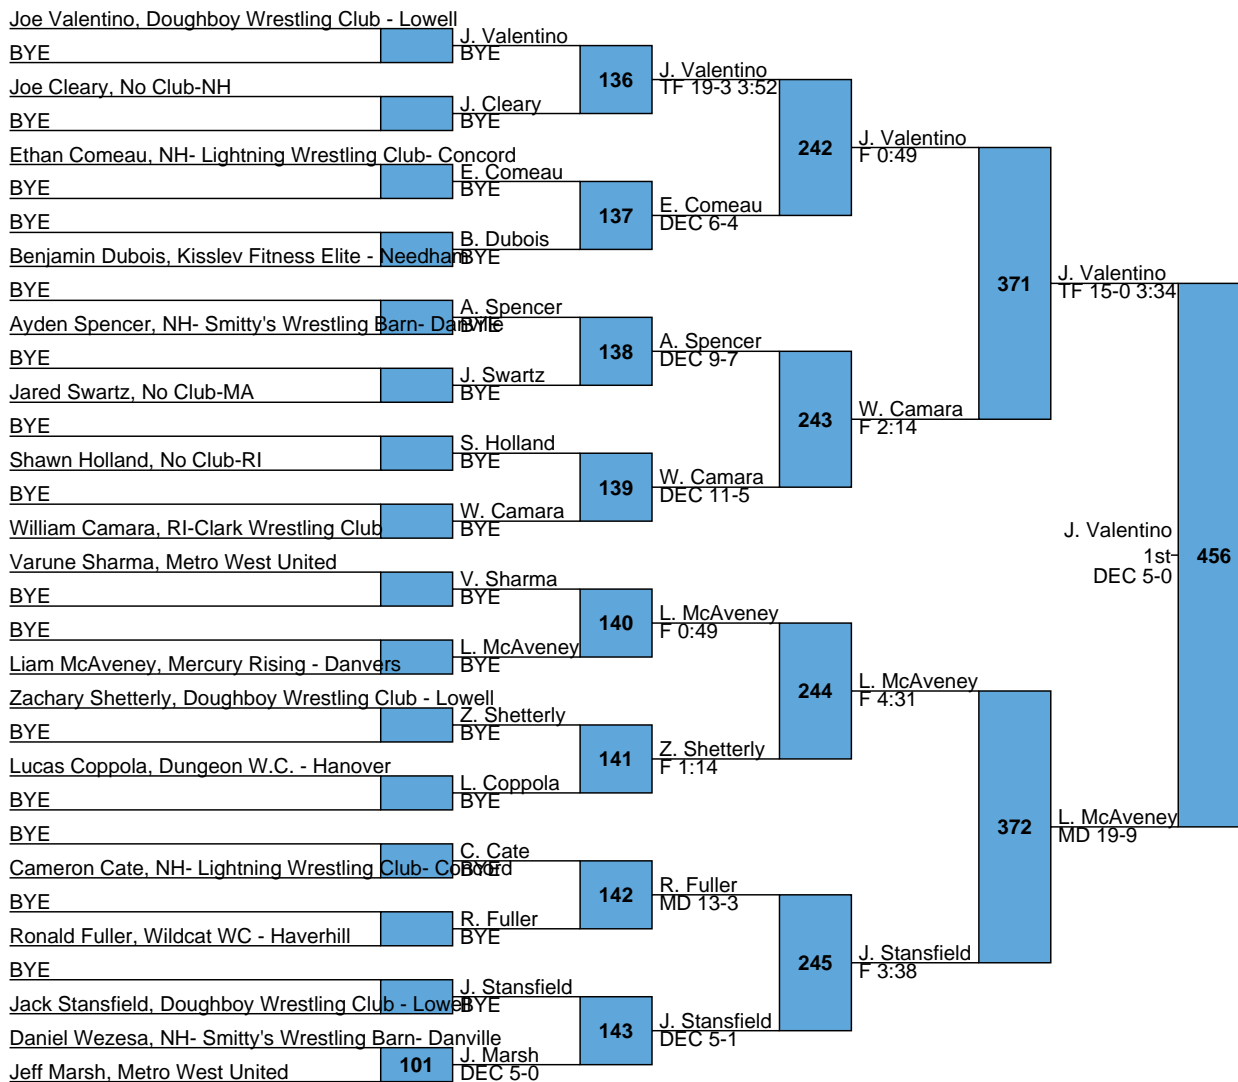 Joe Valentino, Doughboy Wrestling Club - Lowell
BYE
Joe Cleary, No Club-NH
BYE
Ethan Comeau, NH- Lightning Wrestling Club- Concord
BYE
BYE
Benjamin Dubois, Kisslev Fitness Elite - Needham
BYE
Ayden Spencer, NH- Smitty's Wrestling Barn- Danville
BYE
Jared Swartz, No Club-MA
BYE
Shawn Holland, No Club-RI
BYE
William Camara, RI-Clark Wrestling Club
Varune Sharma, Metro West United
BYE
BYE
Liam McAveney, Mercury Rising - Danvers
Zachary Shetterly, Doughboy Wrestling Club - Lowell
BYE
Lucas Coppola, Dungeon W.C. - Hanover
BYE
BYE
Cameron Cate, NH- Lightning Wrestling Club- Concord
BYE
Ronald Fuller, Wildcat WC - Haverhill
BYE
Jack Stansfield, Doughboy Wrestling Club - Lowell
Daniel Wezesa, NH- Smitty's Wrestling Barn- Danville
Jeff Marsh, Metro West United
101
J. Valentino
BYE
J. Cleary
BYE
E. Comeau
BYE
B. Dubois
BYE
A. Spencer
BYE
J. Swartz
BYE
S. Holland
BYE
W. Camara
BYE
V. Sharma
BYE
L. McAveney
BYE
Z. Shetterly
BYE
L. Coppola
BYE
C. Cate
BYE
R. Fuller
BYE
J. Stansfield
BYE
J. Marsh
DEC 5-0
136
137
138
139
140
141
142
143
J. Valentino
TF 19-3 3:52
E. Comeau
DEC 6-4
A. Spencer
DEC 9-7
W. Camara
DEC 11-5
L. McAveney
F 0:49
Z. Shetterly
F 1:14
R. Fuller
MD 13-3
J. Stansfield
DEC 5-1
242
243
244
245
J. Valentino
F 0:49
W. Camara
F 2:14
L. McAveney
F 4:31
J. Stansfield
F 3:38
371
372
J. Valentino
TF 15-0 3:34
L. McAveney
MD 19-9
456
J. Valentino
1st
DEC 5-0